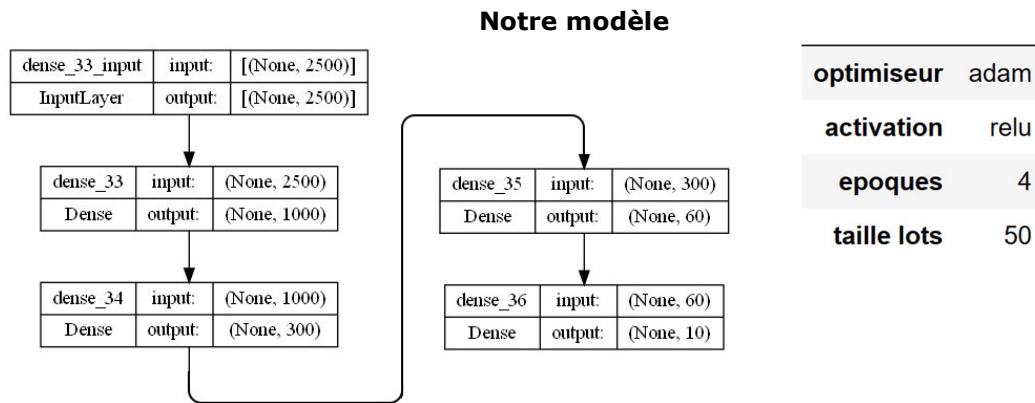 Notre modèle
dense_33_input input: [(None, 2500)]
InputLayer output: [(None, 2500)]
dense_33 input: (None, 2500)
Dense output: (None, 1000)
dense_34 input: (None, 1000)
Dense output: (None, 300)
dense_35 input: (None, 300)
Dense output: (None, 60)
dense_36 input: (None, 60)
Dense output: (None, 10)
optimiseur adam
activation relu
epoques 4
taille lots 50